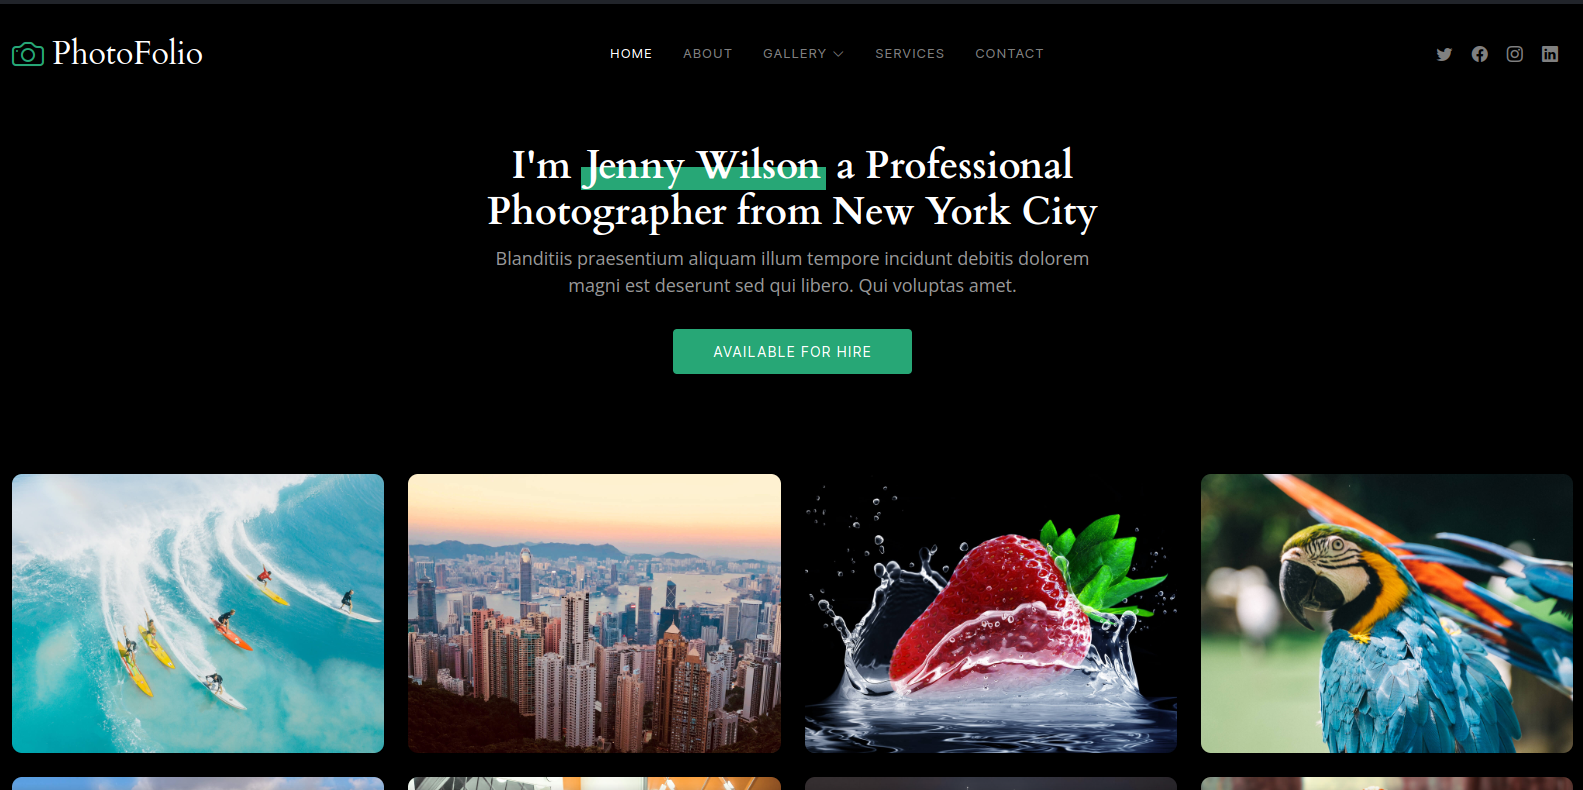 PhotoFolio
HOME ABOUT GALLERY SERVICES CONTACT
I'm Jenny Wilson a Professional
Photographer from New York City
Blanditiis praesentium aliquam illum tempore incidunt debitis dolorem
magni est deserunt sed qui libero. Qui voluptas amet.
AVAILABLE FOR HIRE